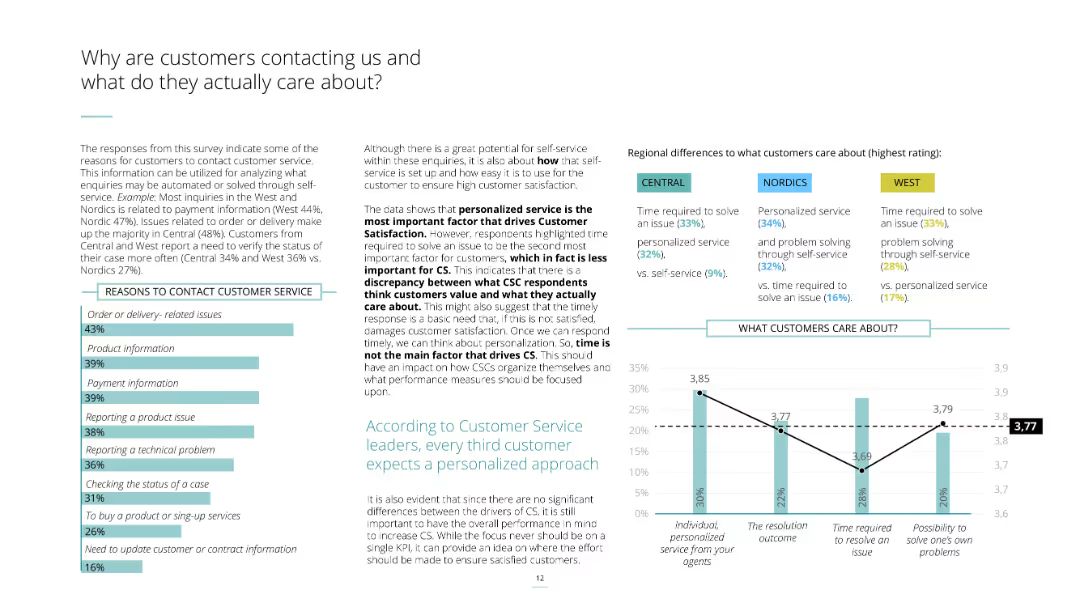 Why are customers contacting us and
what do they actually care about?
The responses from this survey indicate some of the
reasons for customers to contact customer service.
This information can be utilized for analyzing what
enquiries may be automated or solved through self-
service. Example: Most inquiries in the West and
Nordics is related to payment information (West 44%,
Nordic 47%). Issues related to order or delivery make
up the majority in Central (48%). Customers from
Central and West report a need to verify the status of
their case more often (Central 34% and West 36% vs.
Nordics 27%).
REASONS TO CONTACT CUSTOMER SERVICE
Order or delivery- related issues
43%
Product information
39%
Payment information
39%
Reporting a product issue
38%
Reporting a technical problem
36%
Checking the status of a case
31%
To buy a product or sing-up services
26%
Need to update customer or contract information
16%
Although there is a great potential for self-service
within these enquiries, it is also about how that self-
service is set up and how easy it is to use for the
customer to ensure high customer satisfaction.
The data shows that personalized service is the
most important factor that drives Customer
Satisfaction. However, respondents highlighted time
required to solve an issue to be the second most
important factor for customers, which in fact is less
important for CS. This indicates that there is a
discrepancy between what CSC respondents
think customers value and what they actually
care about. This might also suggest that the timely
response is a basic need that, if this is not satisfied,
damages customer satisfaction. Once we can respond
timely, we can think about personalization. So, time is
not the main factor that drives CS. This should
have an impact on how CSCs organize themselves and
what performance measures should be focused
upon.
According to Customer Service
leaders, every third customer
expects a personalized approach
It is also evident that since there are no significant
differences between the drivers of CS, it is still
important to have the overall performance in mind
to increase CS. While the focus never should be on a
single KPI, it can provide an idea on where the effort
should be made to ensure satisfied customers.
Regional differences to what customers care about (highest rating):
CENTRAL
Time required to solve
an issue (33%),
personalized service
(32%),
vs. self-service (9%).
NORDICS
Personalized service
(34%),
and problem solving
through self-service
(32%),
vs. time required to
solve an issue (16%).
WEST
Time required to solve
an issue (33%),
problem solving
through self-service
(28%),
vs. personalized service
(17%).
WHAT CUSTOMERS CARE ABOUT?
35%
30%
25%
20%
15%
10%
5%
0%
3,85
3,77
3,69
3,79
30%
22%
28%
20%
3,9
3,9
3,8
3,8
3,7
3,7
3,6
3,77
Individual,
personalized
service from your
agents
The resolution
outcome
Time required
to resolve an
issue
Possibility to
solve one's own
problems
12